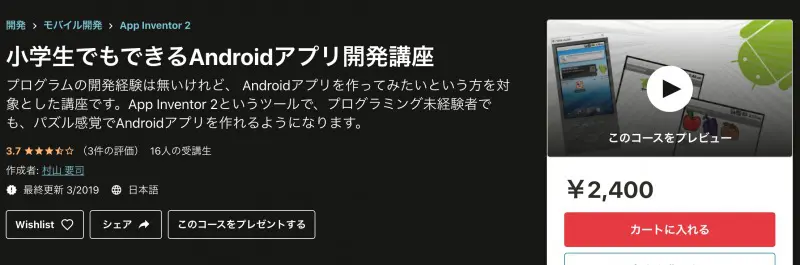 開発 › モバイル開発 › App Inventor 2
小学生でもできるAndroidアプリ開発講座
プログラムの開発経験は無いけれど、 Androidアプリを作ってみたいという方を対
象とした講座です。App Inventor 2というツールで、プログラミング未経験者で
も、パズル感覚でAndroidアプリを作れるようになります。
3.7 （3件の評価） 16人の受講生
作成者: 村山 要司
最終更新 3/2019 日本語
Wishlist シェア このコースをプレゼントする
このコースをプレビュー
¥2,400
カートに入れる